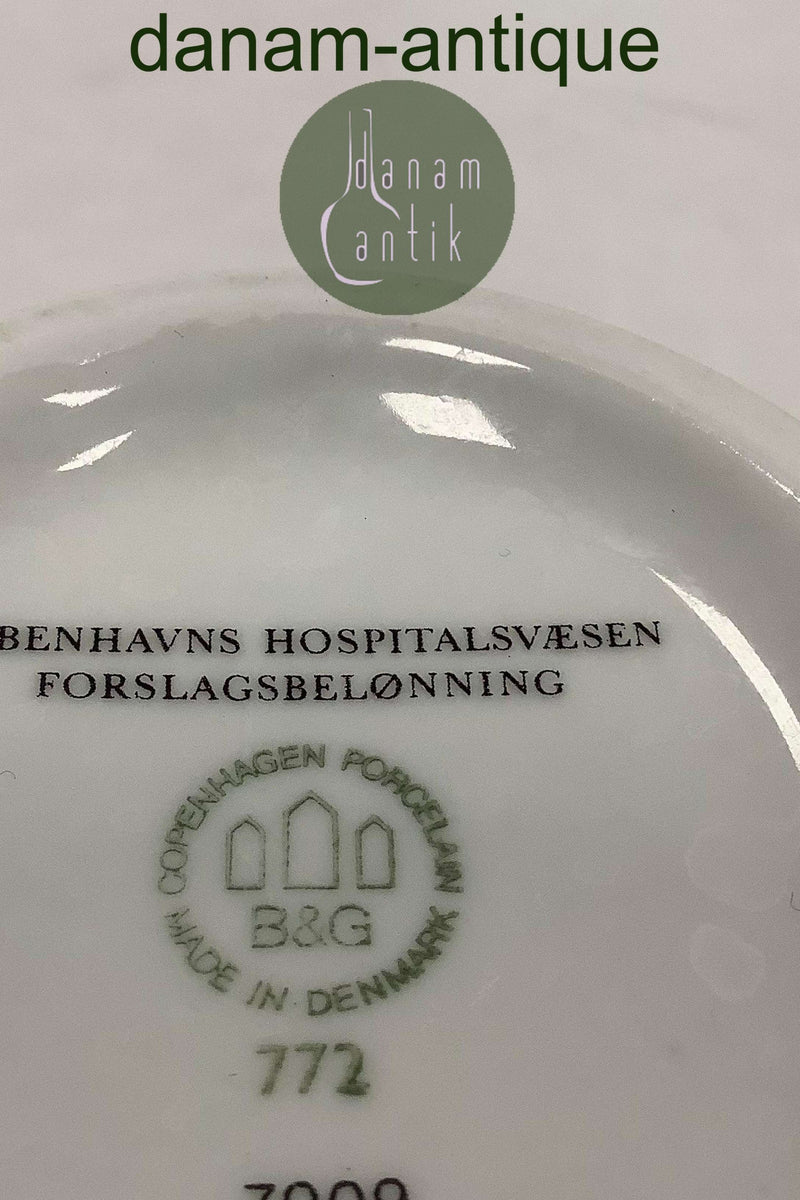 danam-antique
danam
antik
BENHAVNS HOSPITALSVÆSEN
FORSLAGSBELØNNING
COPENHAGEN PORCELAIN
B&G
MADE IN DENMARK
772